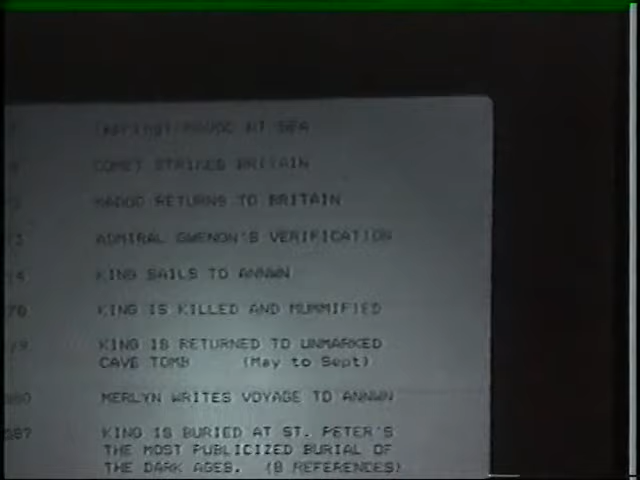 MADOC AT SEA
COMET STRIKES BRITAIN
MADOC RETURNS TO BRITAIN
ADMIRAL GWENON'S VERIFICATION
KING SAILS TO ANNWN
KING IS KILLED AND MUMMIFIED
KING IS RETURNED TO UNMARKED
CAVE TOMB (May to Sept)
MERLYN WRITES VOYAGE TO ANNWN
KING IS BURIED AT ST. PETER'S
THE MOST PUBLICIZED BURIAL OF
THE DARK AGES. (8 REFERENCES)